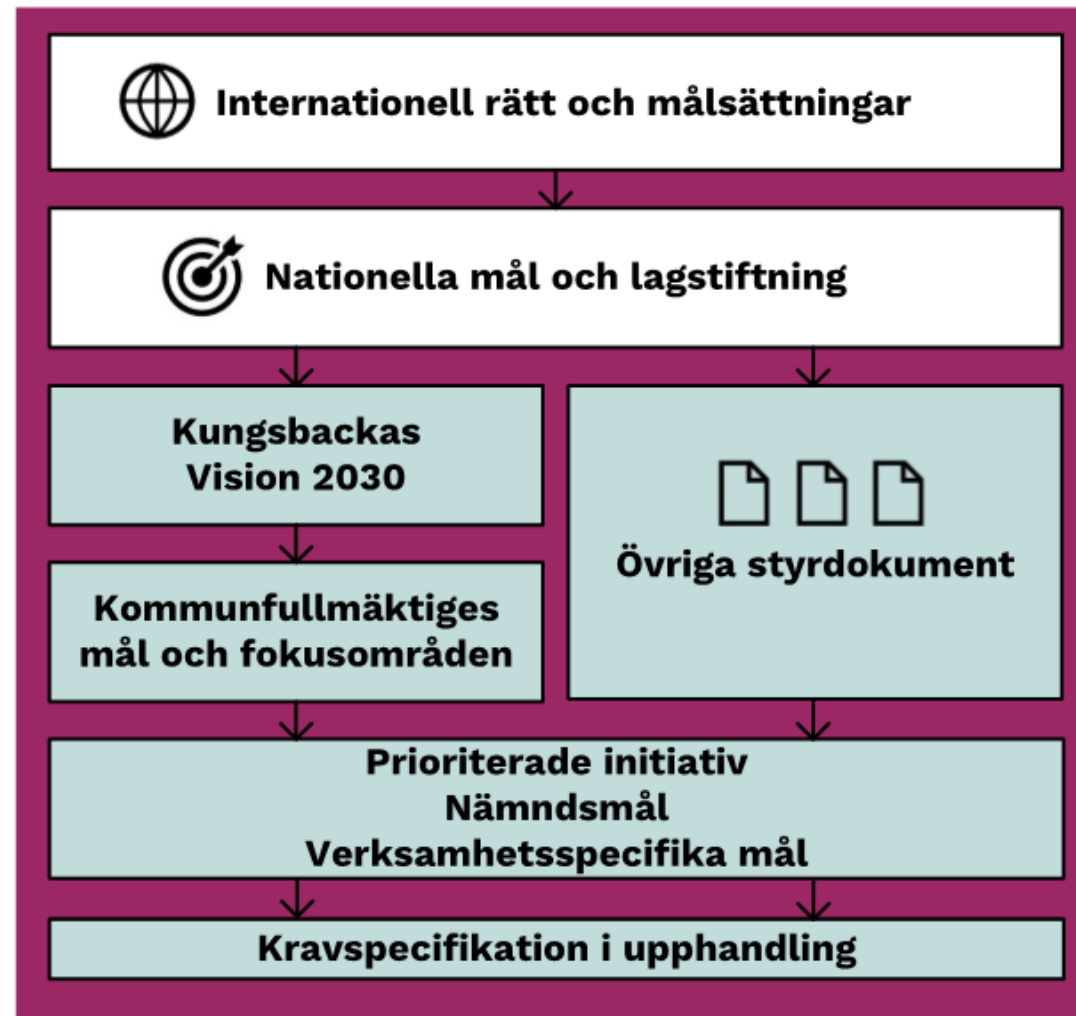 Internationell rätt och målsättningar
Nationella mål och lagstiftning
Kungsbackas
Vision 2030
Kommunfullmäktiges
mål och fokusområden
Övriga styrdokument
Prioriterade initiativ
Nämndsmål
Verksamhetsspecifika mål
Kravspecifikation i upphandling